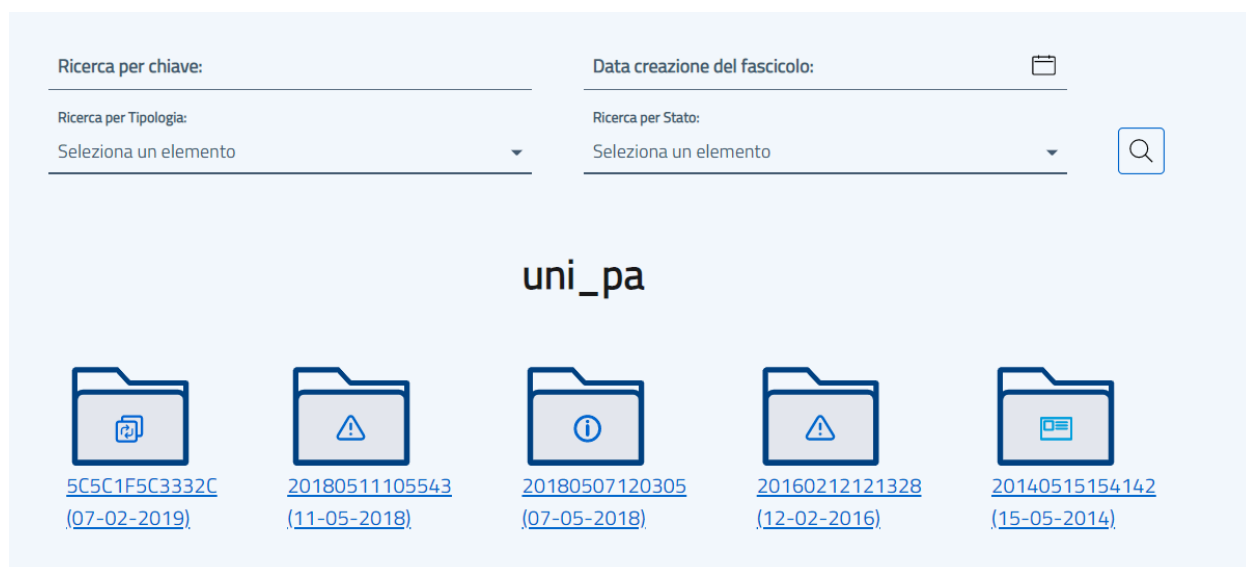 Ricerca per chiave:
Data creazione del fascicolo:
Ricerca per Tipologia:
Seleziona un elemento
Ricerca per Stato:
Seleziona un elemento
uni_pa
5C5C1F5C3332C
(07-02-2019)
20180511105543
(11-05-2018)
20180507120305
(07-05-2018)
20160212121328
(12-02-2016)
20140515154142
(15-05-2014)